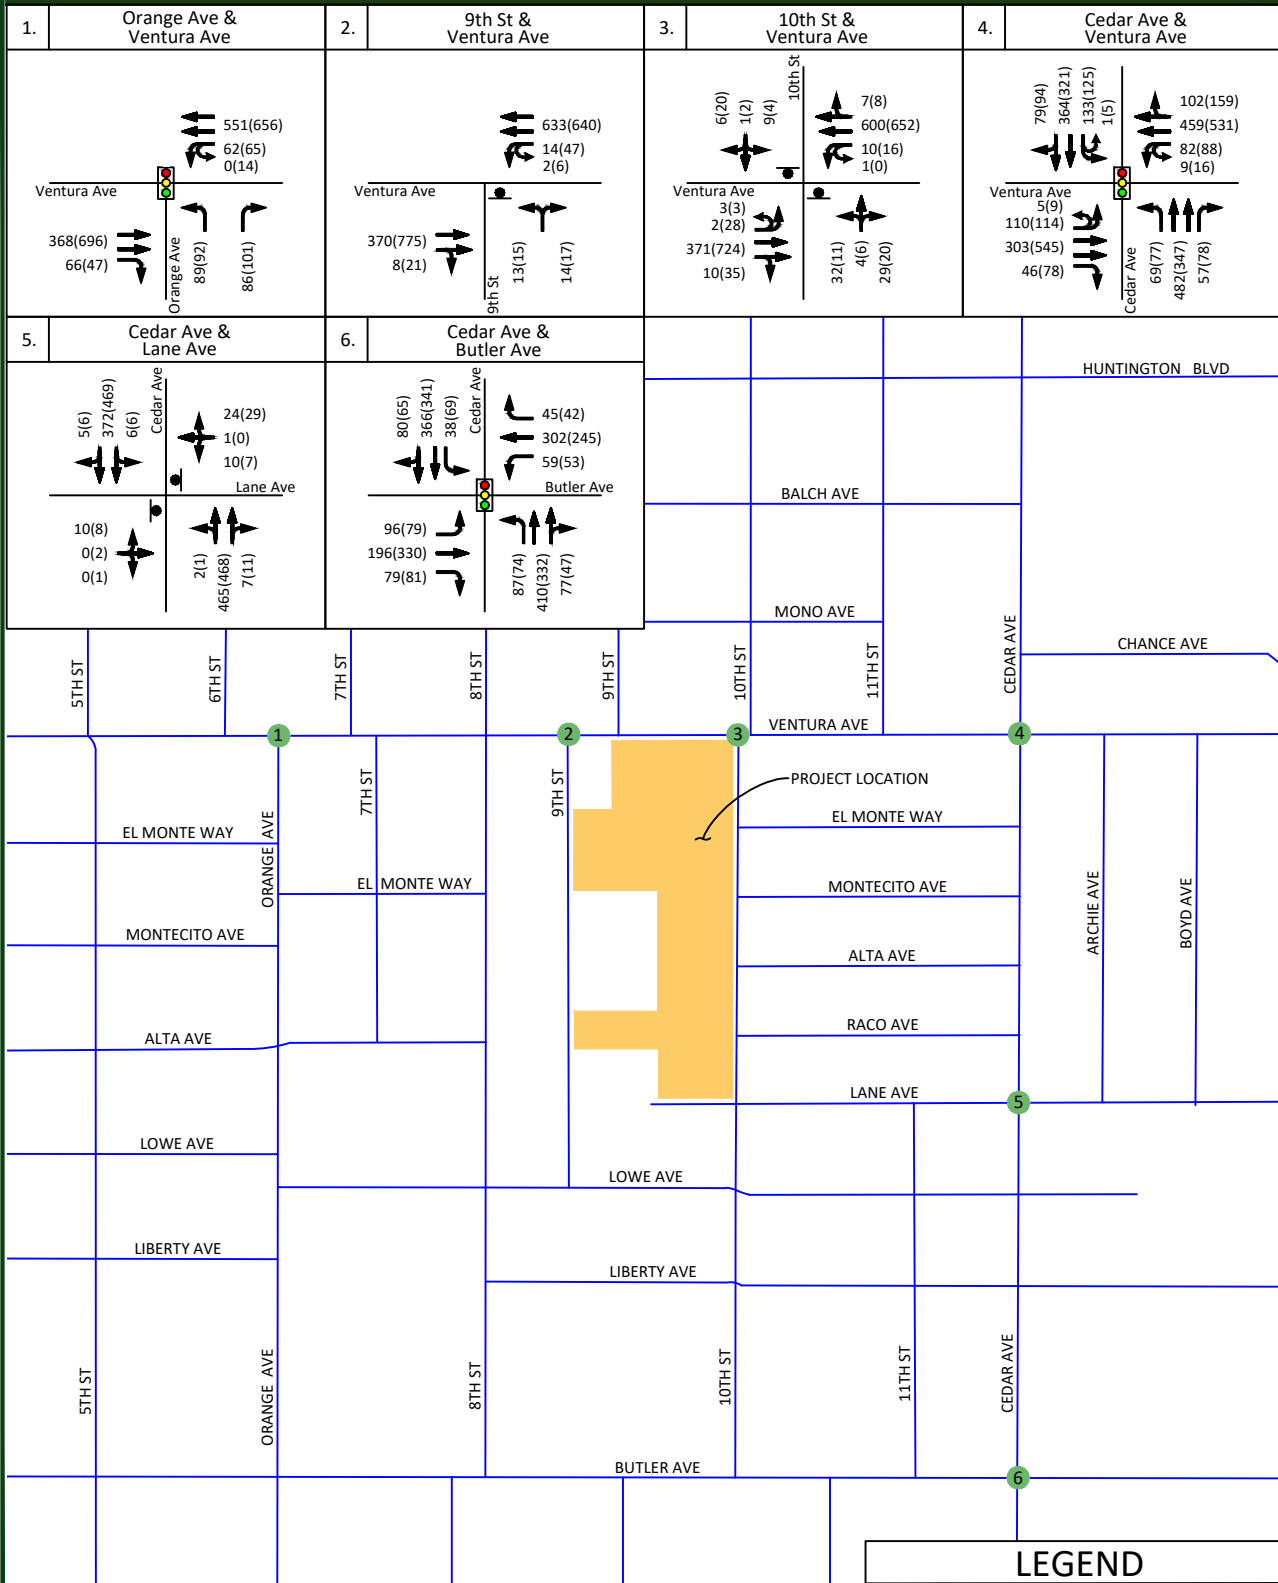 1.
Orange Ave &
Ventura Ave
551(656)
62(65)
0(14)
Ventura Ave
368(696)
66(47)
Orange Ave
89(92)
86(101)
2.
9th St &
Ventura Ave
633(640)
14(47)
2(6)
Ventura Ave
370(775)
8(21)
9th St
13(15)
14(17)
3.
10th St &
Ventura Ave
6(20)
1(2)
9(4)
10th St
7(8)
600(652)
10(16)
1(0)
Ventura Ave
3(3)
2(28)
371(724)
10(35)
32(11)
4(6)
29(20)
4.
Cedar Ave &
Ventura Ave
79(94)
364(321)
133(125)
1(5)
102(159)
459(531)
82(88)
9(16)
Ventura Ave
5(9)
110(114)
303(545)
46(78)
Cedar Ave
69(77)
482(347)
57(78)
5.
Cedar Ave &
Lane Ave
5(6)
372(469)
6(6)
Cedar Ave
24(29)
1(0)
10(7)
Lane Ave
10(8)
0(2)
0(1)
2(1)
465(468)
7(11)
6.
Cedar Ave &
Butler Ave
80(65)
366(341)
38(69)
Cedar Ave
45(42)
302(245)
59(53)
Butler Ave
96(79)
196(330)
79(81)
87(74)
410(332)
77(47)
HUNTINGTON BLVD
BALCH AVE
MONO AVE
CHANCE AVE
5TH ST
6TH ST
7TH ST
8TH ST
9TH ST
10TH ST
11TH ST
CEDAR AVE
VENTURA AVE
1
2
3
4
7TH ST
9TH ST
PROJECT LOCATION
EL MONTE WAY
ORANGE AVE
EL MONTE WAY
EL MONTE WAY
MONTECITO AVE
MONTECITO AVE
ARCHIE AVE
BOYD AVE
ALTA AVE
ALTA AVE
RACO AVE
LANE AVE
5
LOWE AVE
LOWE AVE
LIBERTY AVE
LIBERTY AVE
5TH ST
ORANGE AVE
8TH ST
10TH ST
11TH ST
CEDAR AVE
BUTLER AVE
6
LEGEND